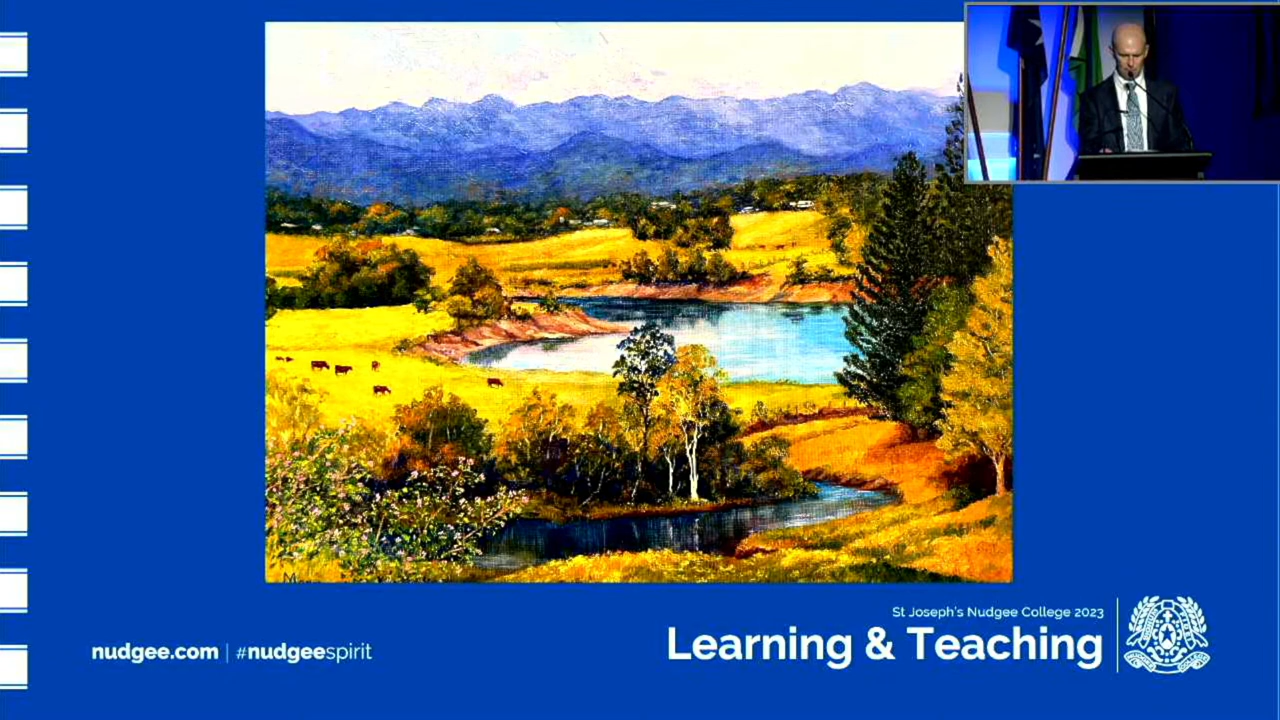 St Joseph's Nudgee College 2023
Learning & Teaching
nudgee.com | #nudgeespirit